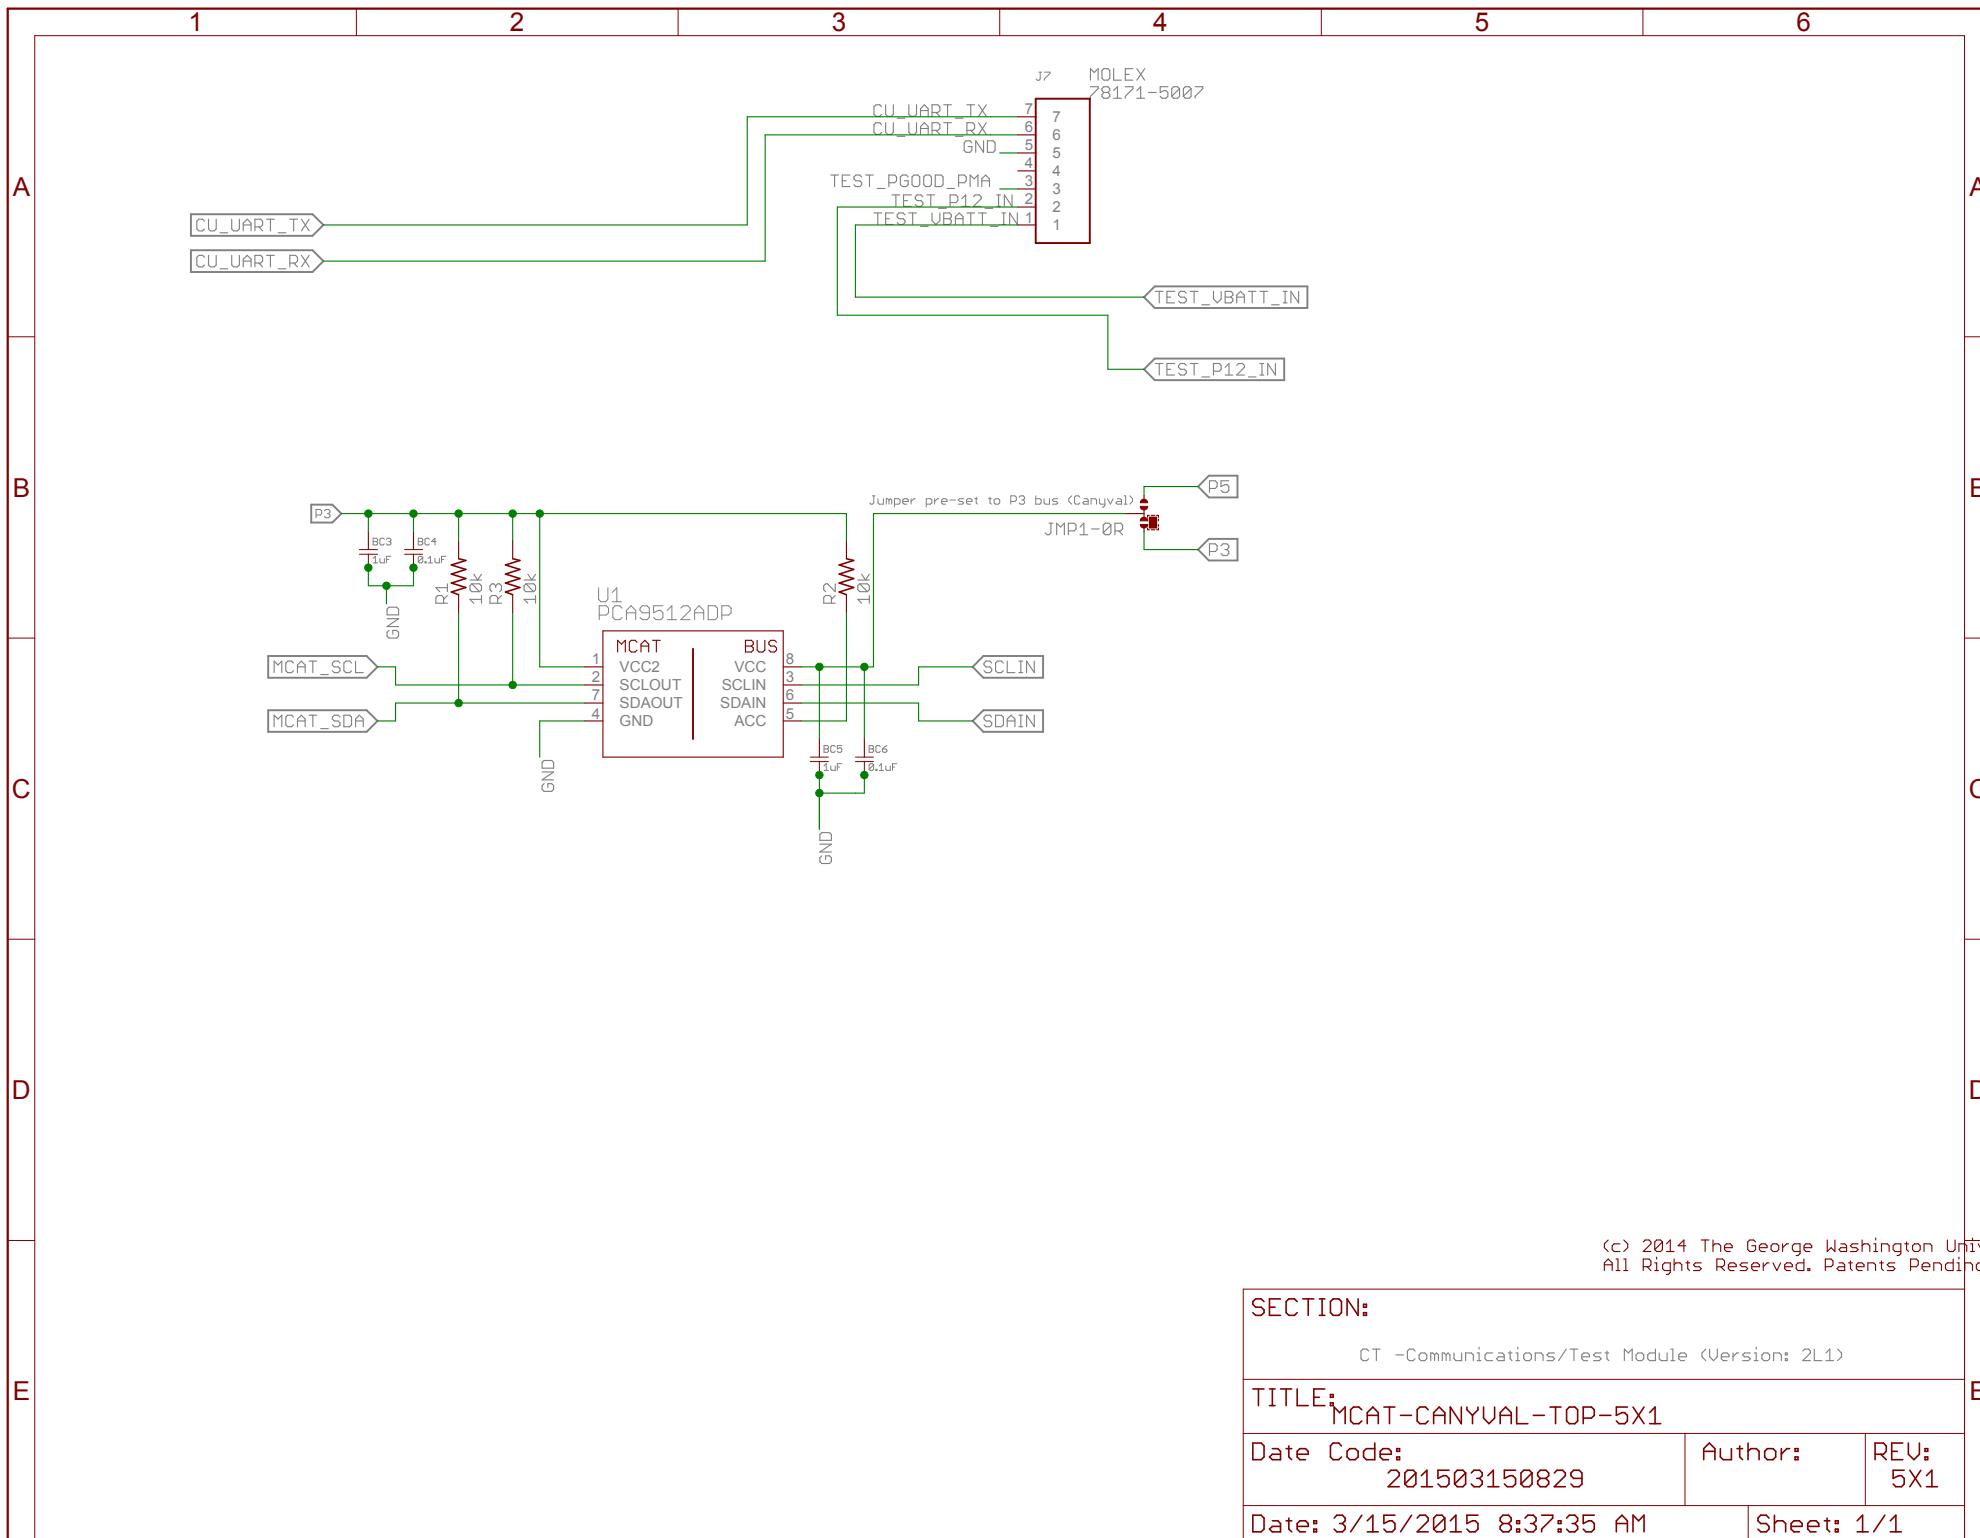 1 2 3 4 5 6
J7 MOLEX
78171-5007
CU_UART_TX 7 7
CU_UART_RX 6 6
GND 5 5
4 4
TEST_PGOOD_PMA 3 3
TEST_P12_IN 2 2
TEST_VBATT_IN 1 1
A A
CU_UART_TX
CU_UART_RX
TEST_VBATT_IN
TEST_P12_IN
B
P5
Jumper pre-set to P3 bus (Canyval)
P3
JMP1-0R
P3
BC3 BC4
1uF 0.1uF
R1 10k
R3 10k
R2 10k
GND
U1
PCA9512ADP
MCAT BUS
MCAT_SCL 1 VCC2 VCC 8 SCLIN
2 SCLOUT SCLIN 3
7 SDAOUT SDAIN 6
MCAT_SDA 4 GND ACC 5 SDAIN
BC5 BC6
1uF 0.1uF
GND
GND
C
D
(c) 2014 The George Washington
All Rights Reserved. Patents
SECTION:
CT -Communications/Test Module (Version: 2L1)
E
TITLE:
MCAT-CANYVAL-TOP-5X1
Date Code: Author: REV:
201503150829 5X1
Date: 3/15/2015 8:37:35 AM Sheet: 1/1